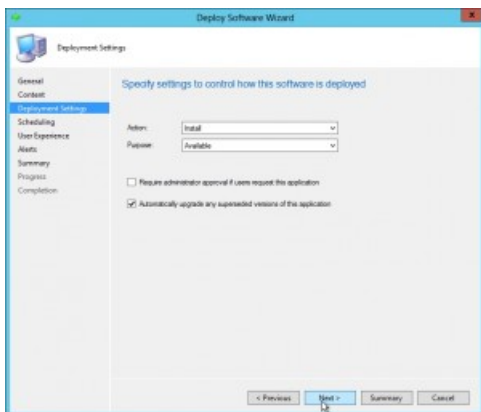 Deploy Software Wizard
x
Deployment Settings
General
Content
Deployment Settings
Scheduling
User Experience
Alerts
Summary
Progress
Completion
Specify settings to control how this software is deployed
Action: Install
Purpose: Available
Require administrator approval if users request this application
Automatically upgrade any superseded versions of this application
< Previous
Next >
Summary
Cancel